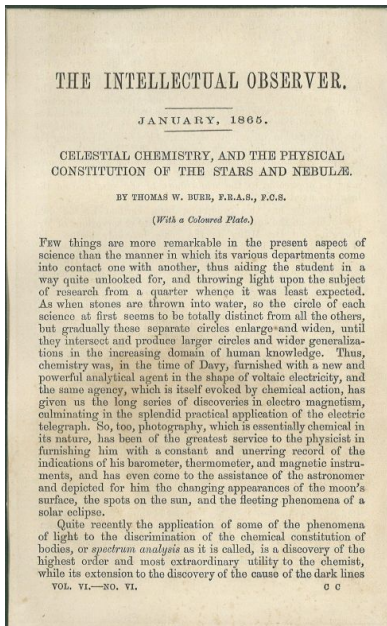 THE INTELLECTUAL OBSERVER.
JANUARY, 1865.
CELESTIAL CHEMISTRY, AND THE PHYSICAL
CONSTITUTION OF THE STARS AND NEBULÆ.
BY THOMAS W. BURR, F.R.A.S., F.C.S.
(With a Coloured Plate.)
FEW things are more remarkable in the present aspect of
science than the manner in which its various departments come
into contact one with another, thus aiding the student in a
way quite unlooked for, and throwing light upon the subject
of research from a quarter whence it was least expected.
As when stones are thrown into water, so the circle of each
science at first seems to be totally distinct from all the others,
but gradually these separate circles enlarge and widen, until
they intersect and produce larger circles and wider generaliza-
tions in the increasing domain of human knowledge. Thus,
chemistry was, in the time of Davy, furnished with a new and
powerful analytical agent in the shape of voltaic electricity, and
the same agency, which is itself evoked by chemical action, has
given us the long series of discoveries in electro magnetism,
culminating in the splendid practical application of the electric
telegraph. So, too, photography, which is essentially chemical in
its nature, has been of the greatest service to the physicist in
furnishing him with a constant and unerring record of the
indications of his barometer, thermometer, and magnetic instru-
ments, and has even come to the assistance of the astronomer
and depicted for him the changing appearances of the moon's
surface, the spots on the sun, and the fleeting phenomena of a
solar eclipse.
Quite recently the application of some of the phenomena
of light to the discrimination of the chemical constitution of
bodies, or spectrum analysis as it is called, is a discovery of the
highest order and most extraordinary utility to the chemist,
while its extension to the discovery of the cause of the dark lines
VOL. VI.—NO. VI. C C